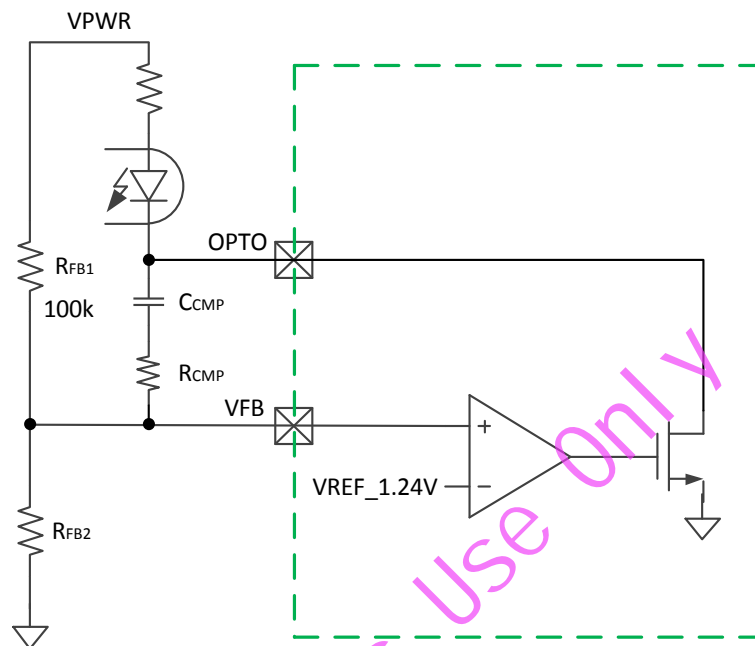 VPWR
OPTO
RFB1
100k
CCMP
RCMP
VFB
+
VREF_1.24V
−
RFB2
Use Only